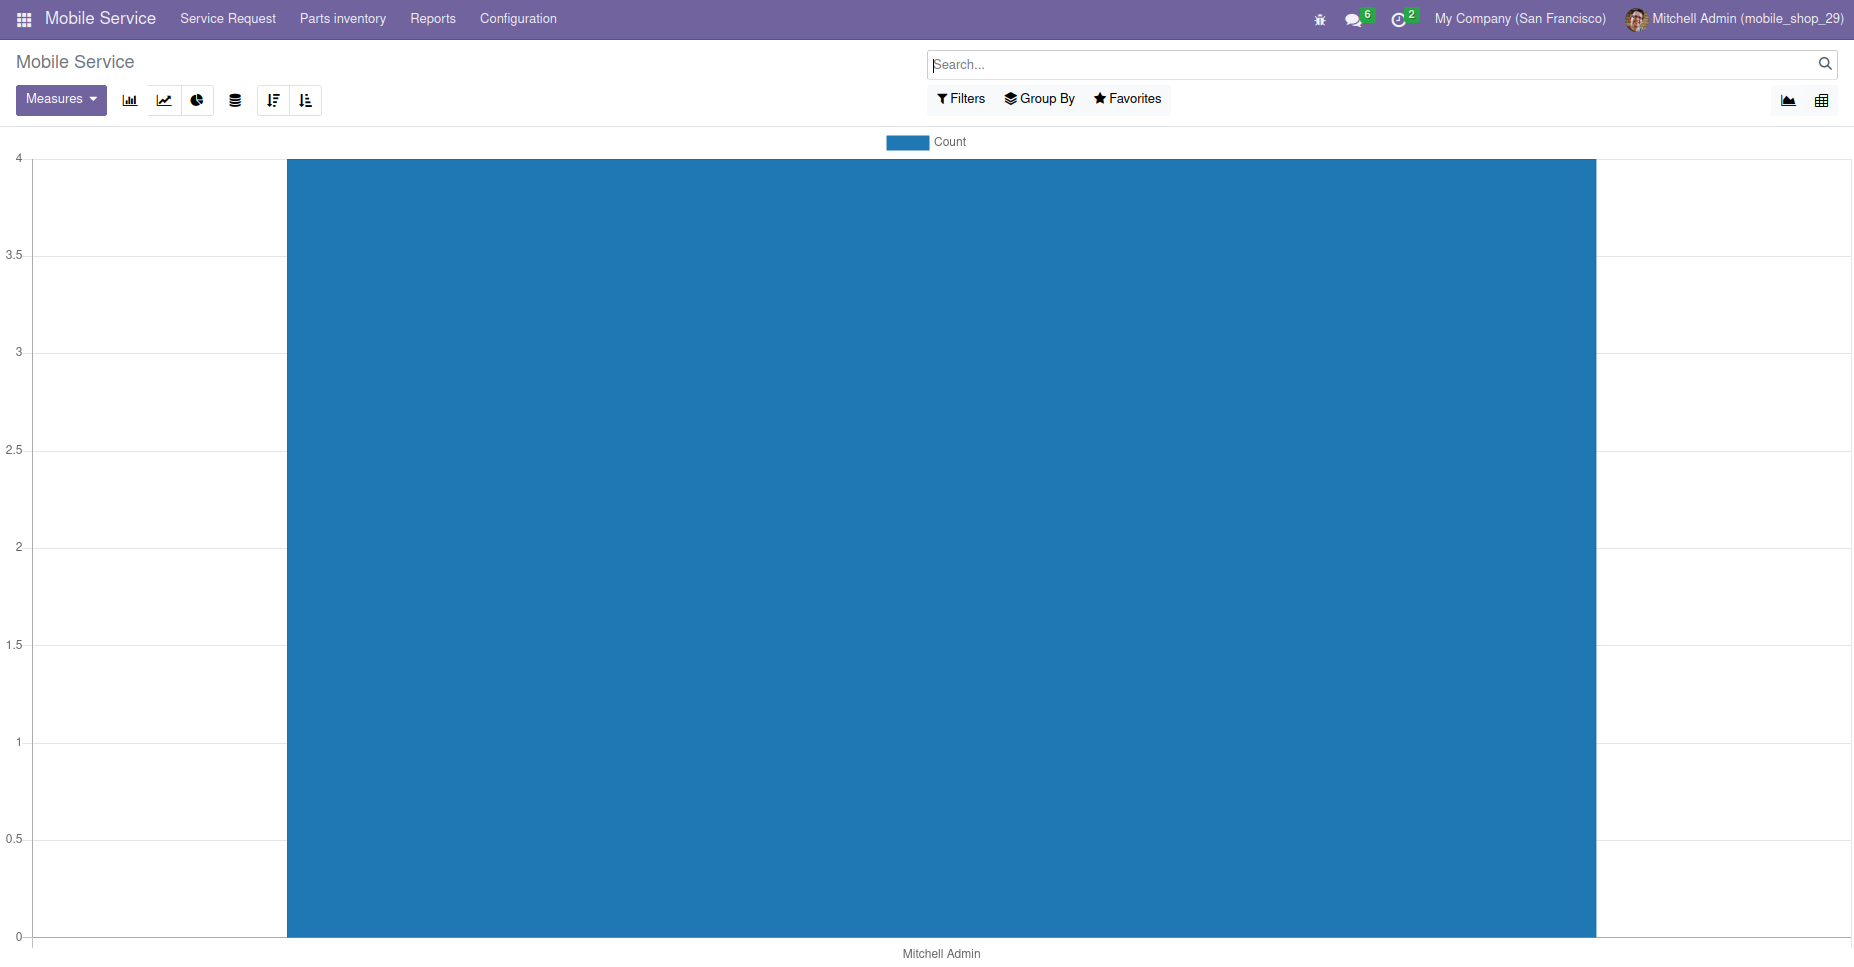 Mobile Service Service Request Parts inventory Reports Configuration 6 2 My Company (San Francisco) Mitchell Admin (mobile_shop_29)
Mobile Service
Search...
Measures Filters Group By Favorites
Count
4
3.5
3
2.5
2
1.5
1
0.5
0
Mitchell Admin